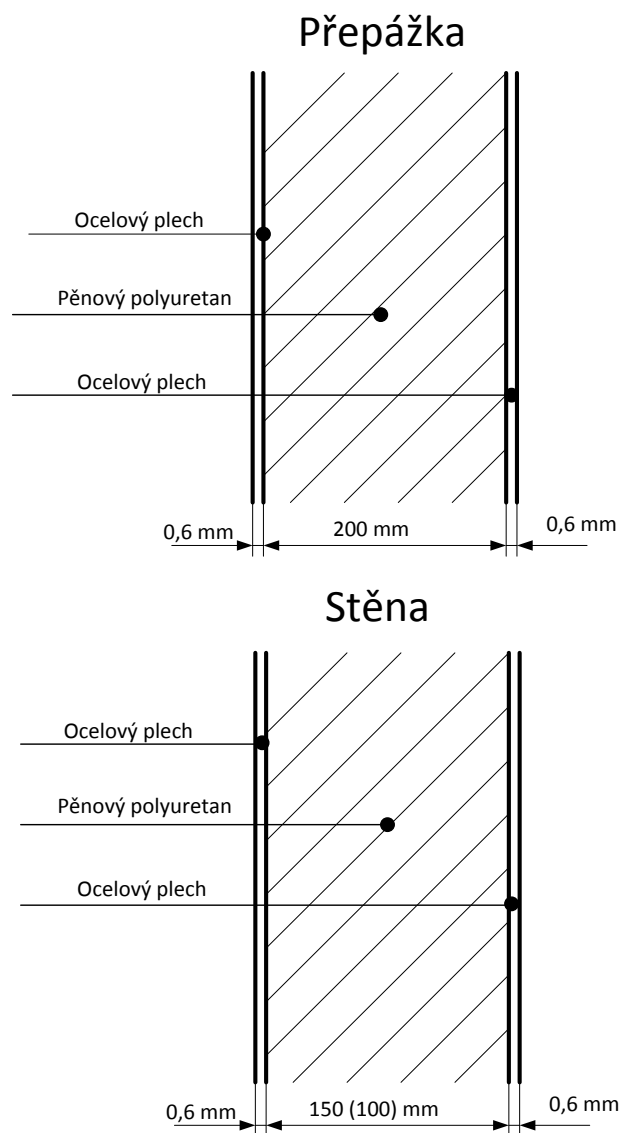 Přepážka
Ocelový plech
Pěnový polyuretan
Ocelový plech
0,6 mm 200 mm 0,6 mm
Stěna
Ocelový plech
Pěnový polyuretan
Ocelový plech
0,6 mm 150 (100) mm 0,6 mm